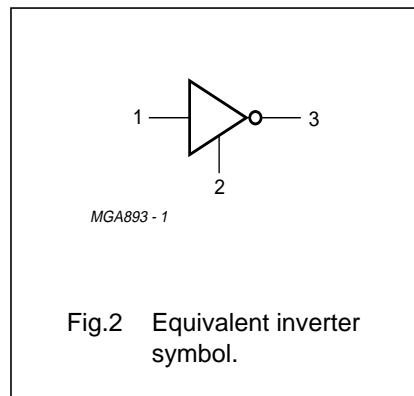 1
3
2
MGA893 - 1
Fig.2 Equivalent inverter
symbol.